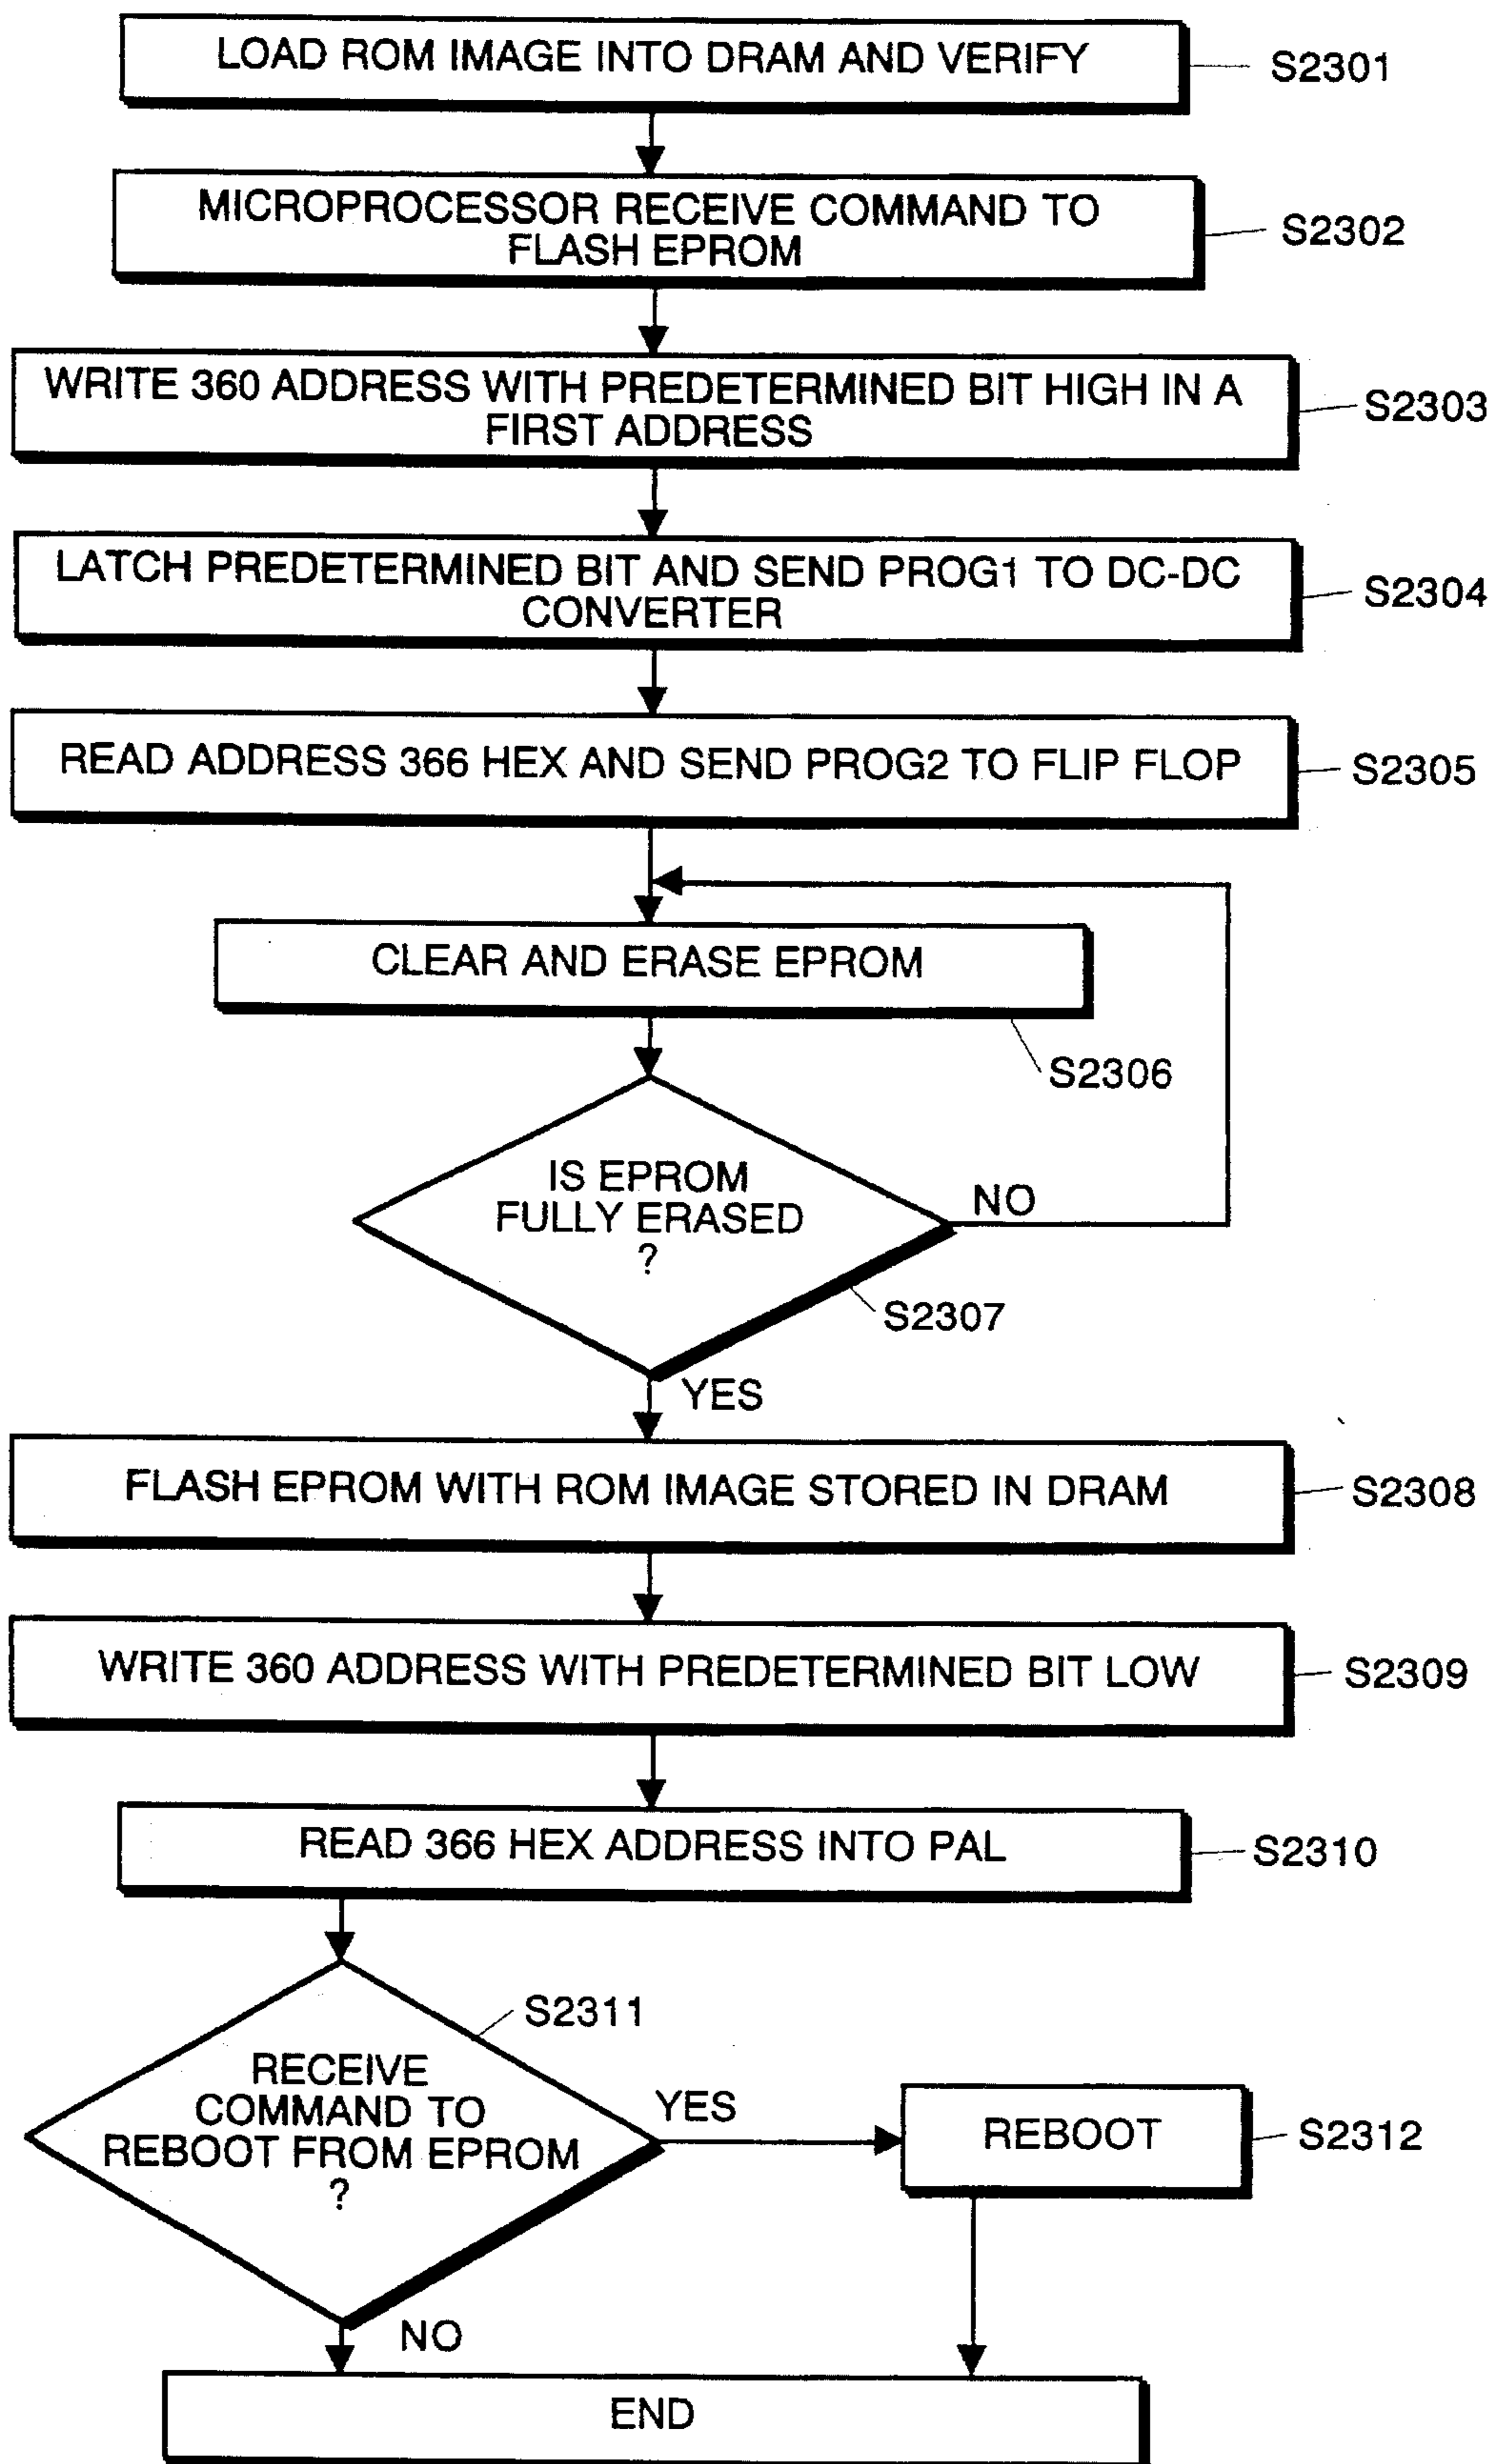 LOAD ROM IMAGE INTO DRAM AND VERIFY
S2301
MICROPROCESSOR RECEIVE COMMAND TO
FLASH EPROM
S2302
WRITE 360 ADDRESS WITH PREDETERMINED BIT HIGH IN A
FIRST ADDRESS
S2303
LATCH PREDETERMINED BIT AND SEND PROG1 TO DC-DC
CONVERTER
S2304
READ ADDRESS 366 HEX AND SEND PROG2 TO FLIP FLOP
S2305
CLEAR AND ERASE EPROM
S2306
IS EPROM
FULLY ERASED
?
NO
S2307
YES
FLASH EPROM WITH ROM IMAGE STORED IN DRAM
S2308
WRITE 360 ADDRESS WITH PREDETERMINED BIT LOW
S2309
READ 366 HEX ADDRESS INTO PAL
S2310
S2311
RECEIVE
COMMAND TO
REBOOT FROM EPROM
?
YES
REBOOT
S2312
NO
END